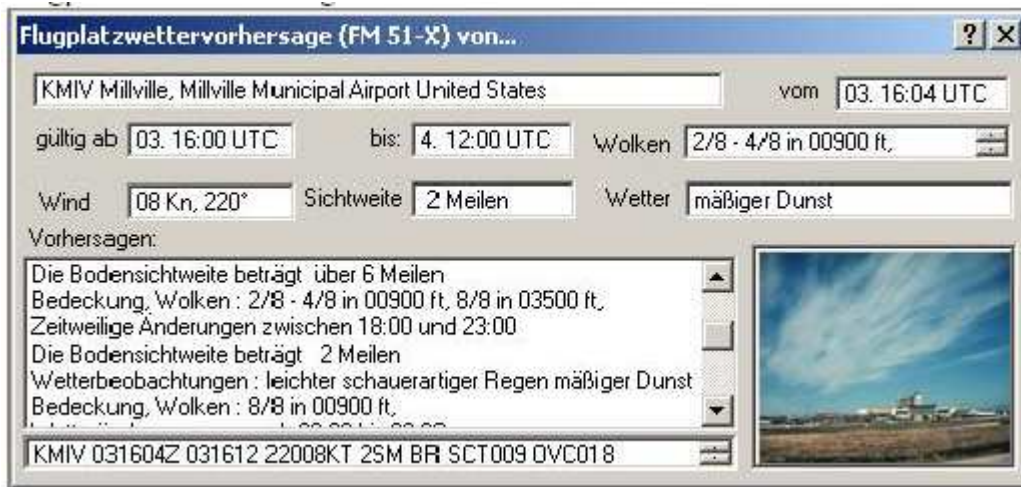 Flugplatzwettervorhersage (FM 51-X) von...
KMIV Millville, Millville Municipal Airport United States
vom 03. 16:04 UTC
gültig ab 03. 16:00 UTC bis: 4. 12:00 UTC Wolken 2/8 - 4/8 in 00900 ft,
Wind 08 Kn, 220° Sichtweite 2 Meilen Wetter mäßiger Dunst
Vorhersagen:
Die Bodensichtweite beträgt über 6 Meilen
Bedeckung, Wolken : 2/8 - 4/8 in 00900 ft, 8/8 in 03500 ft,
Zeitweilige Änderungen zwischen 18:00 und 23:00
Die Bodensichtweite beträgt 2 Meilen
Wetterbeobachtungen : leichter schauerartiger Regen mäßiger Dunst
Bedeckung, Wolken : 8/8 in 00900 ft,
KMIV 031604Z 031612 22008KT 2SM BR SCT009 OVC018